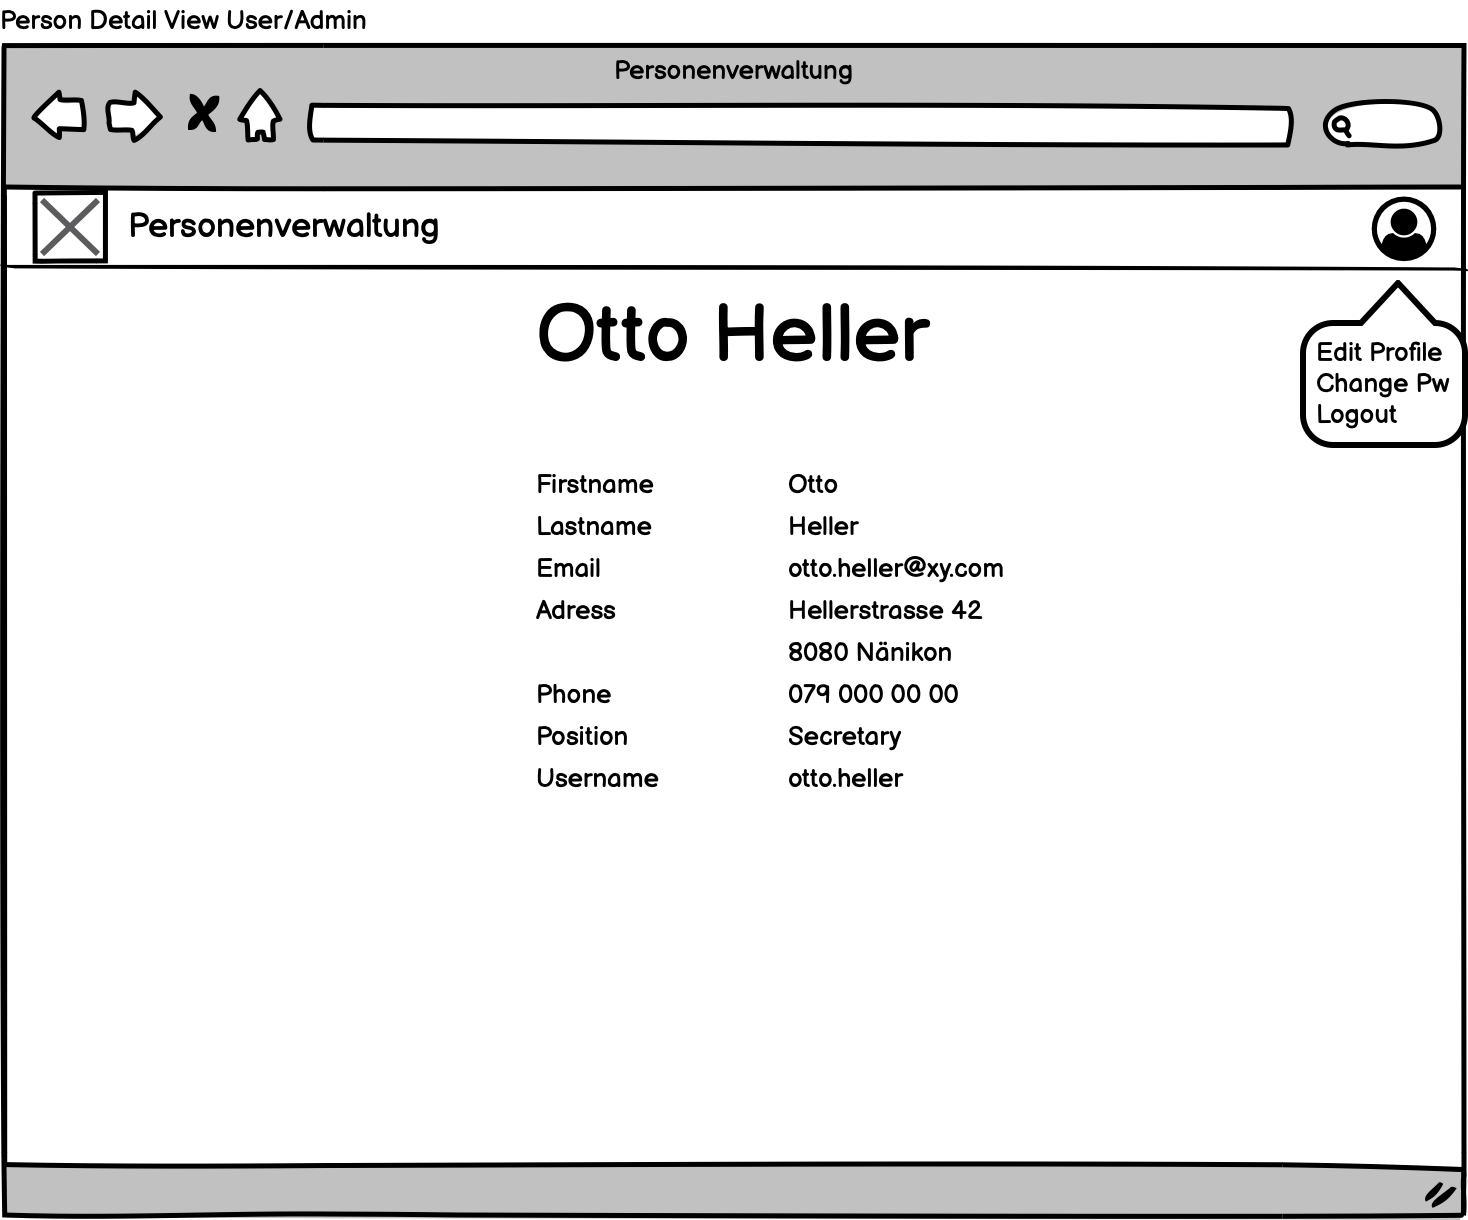 Person Detail View User/Admin
Personenverwaltung
Personenverwaltung
Otto Heller
Edit Profile
Change Pw
Logout
Firstname Otto
Lastname Heller
Email otto.heller@xy.com
Adress Hellerstrasse 42
8080 Nänikon
Phone 079 000 00 00
Position Secretary
Username otto.heller